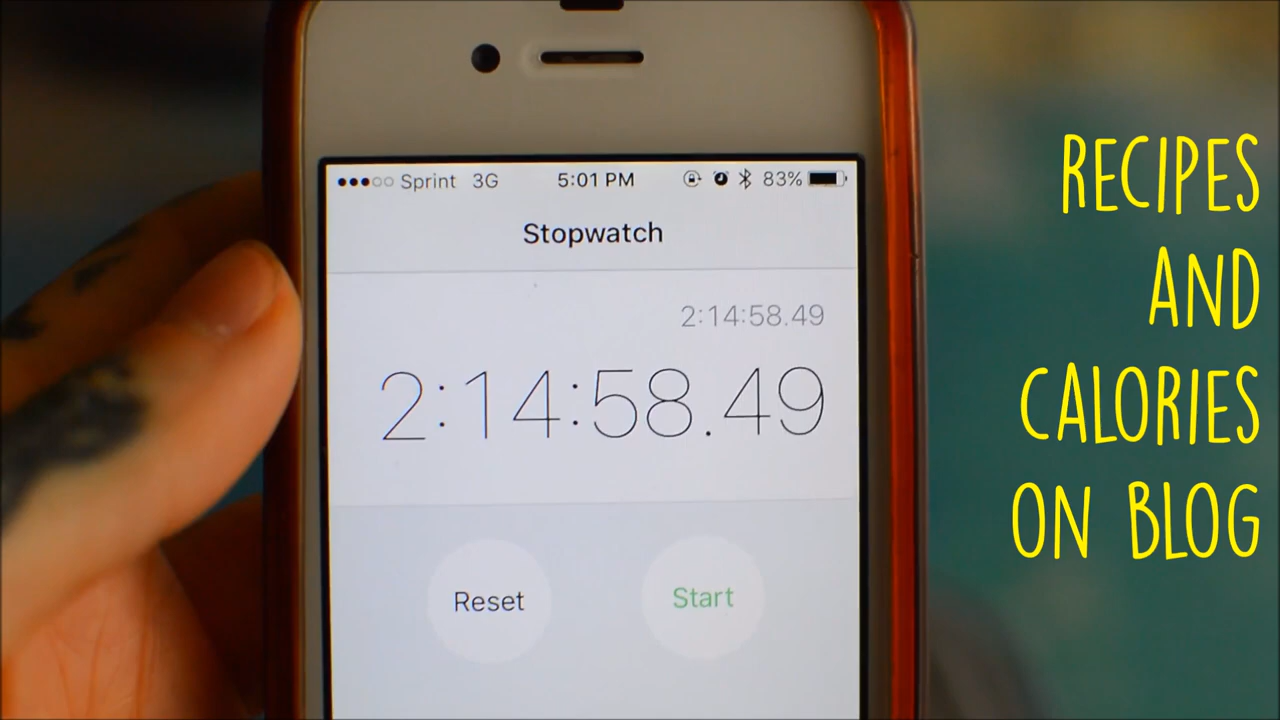 Sprint 3G 5:01 PM 83%
Stopwatch
2:14:58.49
2:14:58.49
Reset Start
RECIPES
AND
CALORIES
ON BLOG